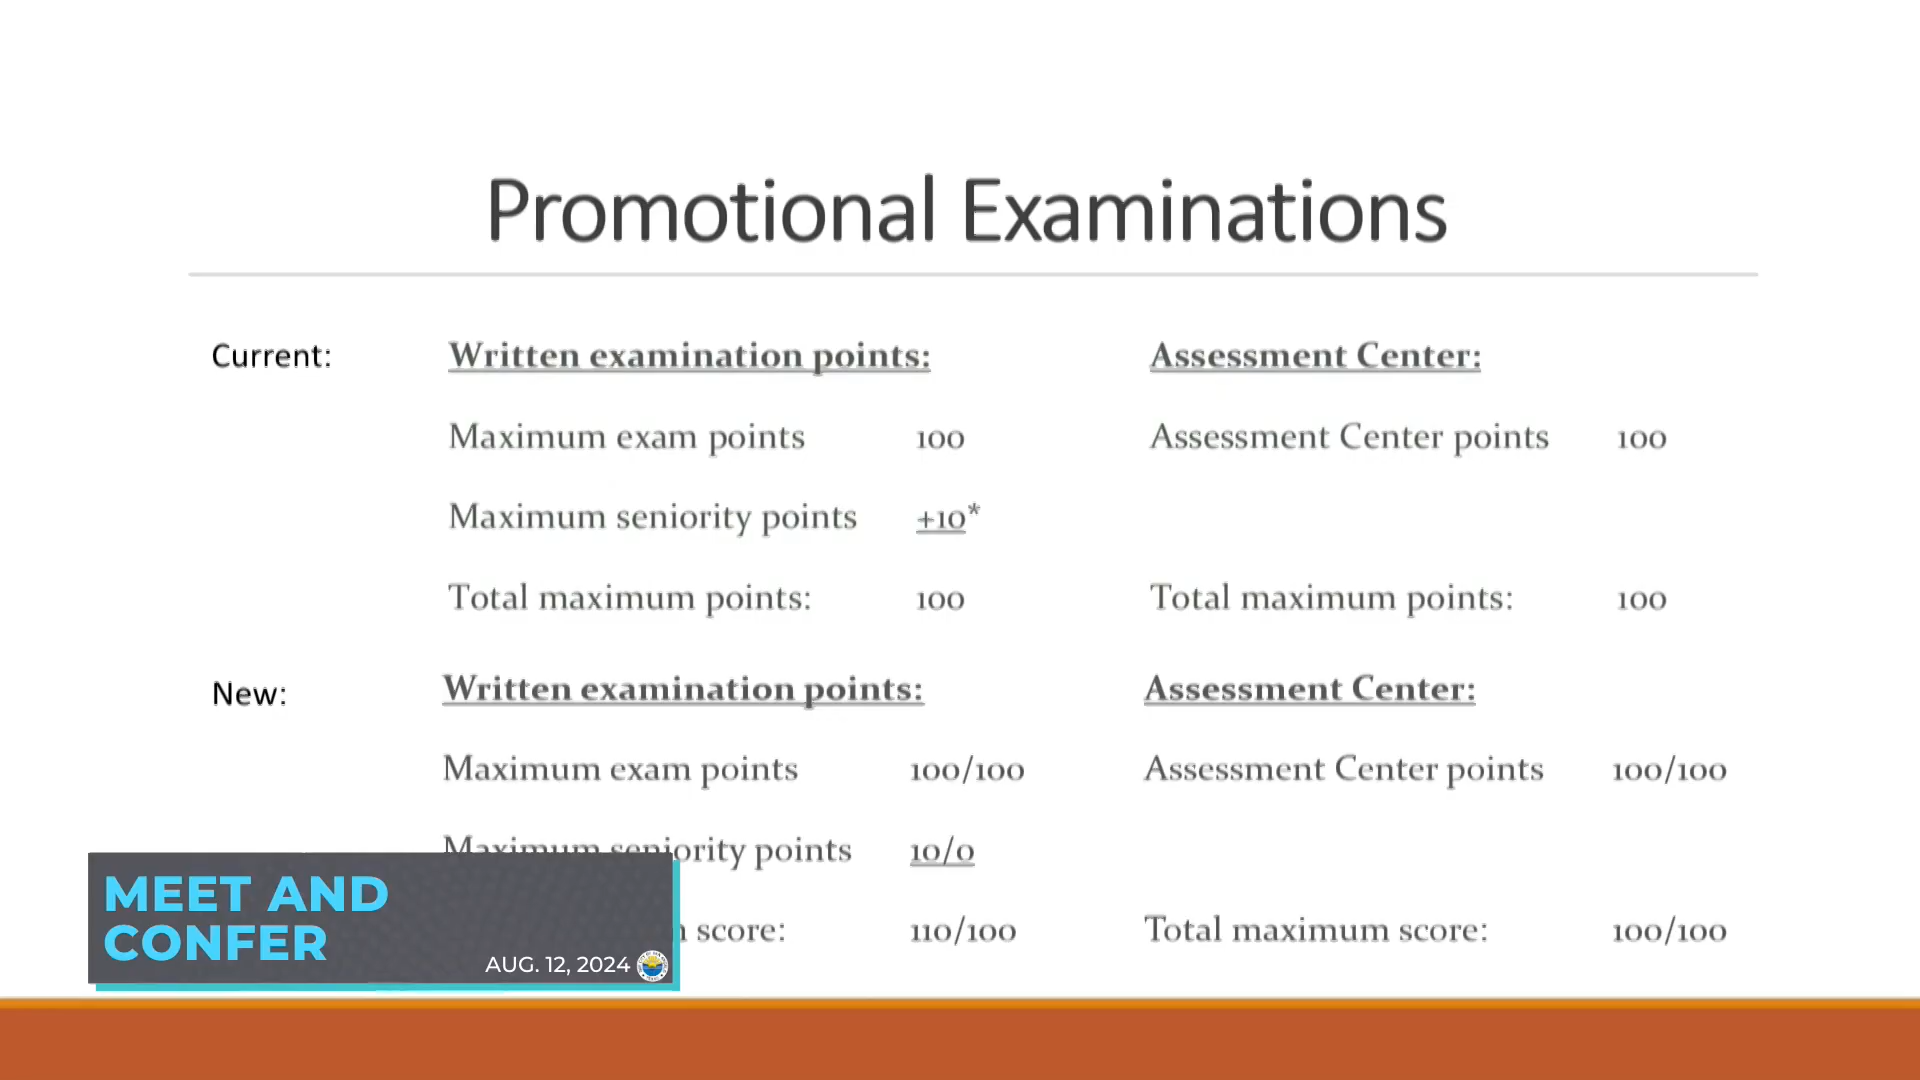 Promotional Examinations
Current: Written examination points: Assessment Center:
Maximum exam points 100 Assessment Center points 100
Maximum seniority points +10*
Total maximum points: 100 Total maximum points: 100
New: Written examination points: Assessment Center:
Maximum exam points 100/100 Assessment Center points 100/100
Maximum seniority points 10/0
score: 110/100 Total maximum score: 100/100
MEET AND
CONFER
AUG. 12, 2024